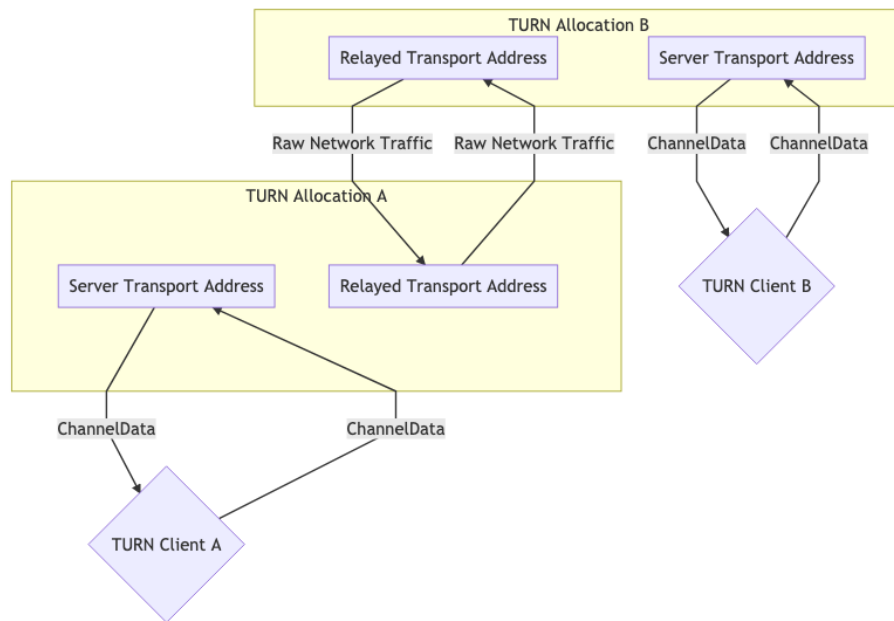 TURN Allocation B
Relayed Transport Address
Server Transport Address
Raw Network Traffic
Raw Network Traffic
ChannelData
ChannelData
TURN Allocation A
Server Transport Address
Relayed Transport Address
TURN Client B
ChannelData
ChannelData
TURN Client A